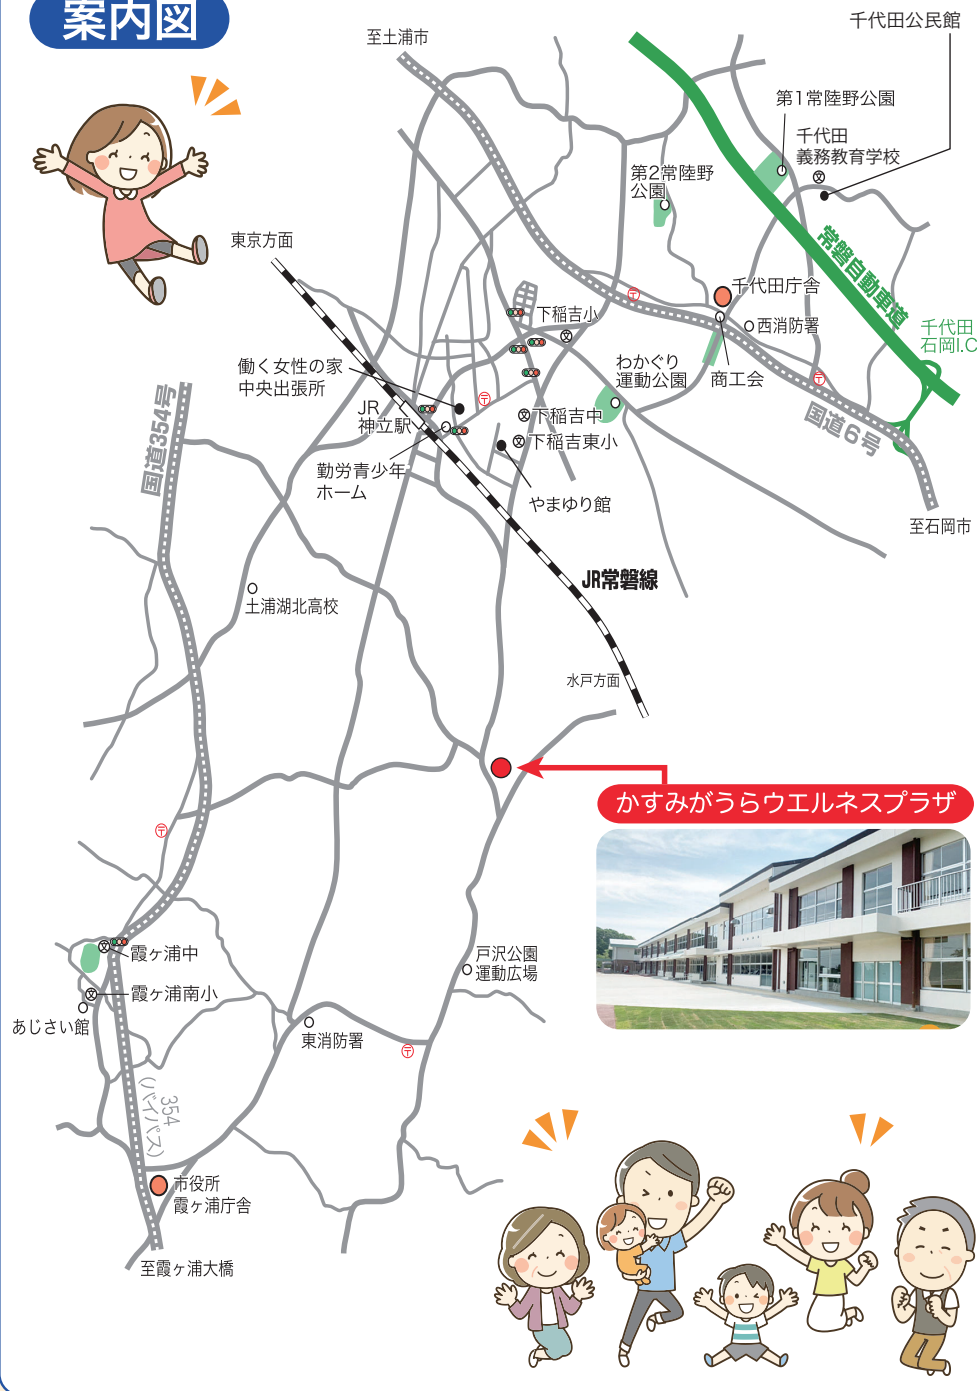 案内図
千代田公民館
至土浦市
第1常陸野公園
千代田
義務教育学校
第2常陸野
公園
東京方面
常磐自動車道
千代田庁舎
下稲吉小
西消防署
千代田
石岡I.C
働く女性の家
中央出張所
わかぐり
運動公園
商工会
国道354号
JR
神立駅
下稲吉中
国道6号
下稲吉東小
勤労青少年
ホーム
やまゆり館
至石岡市
JR常磐線
土浦湖北高校
水戸方面
かすみがうらウエルネスプラザ
霞ヶ浦中
戸沢公園
運動広場
霞ヶ浦南小
あじさい館
東消防署
354
(バイパス)
市役所
霞ヶ浦庁舎
至霞ヶ浦大橋